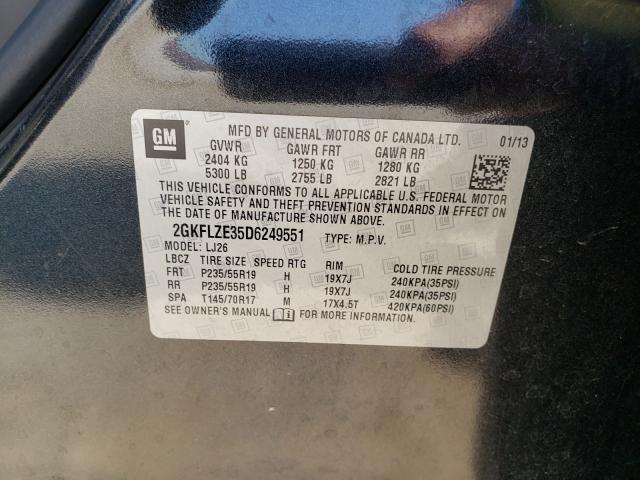 GM
MFD BY GENERAL MOTORS OF CANADA LTD. 01/13
GVWR GAWR FRT GAWR RR
2404 KG 1250 KG 1280 KG
5300 LB 2755 LB 2821 LB
THIS VEHICLE CONFORMS TO ALL APPLICABLE U.S. FEDERAL MOTOR
VEHICLE SAFETY AND THEFT PREVENTION STANDARDS IN EFFECT ON
THE DATE OF MANUFACTURE SHOWN ABOVE.
2GKFLZE35D6249551 TYPE: M.P.V.
MODEL: LJ26
LBCZ TIRE SIZE SPEED RTG RIM COLD TIRE PRESSURE
FRT P235/55R19 H 19X7J 240KPA(35PSI)
RR P235/55R19 H 19X7J 240KPA(35PSI)
SPA T145/70R17 M 17X4.5T 420KPA(60PSI)
SEE OWNER'S MANUAL FOR MORE INFORMATION.